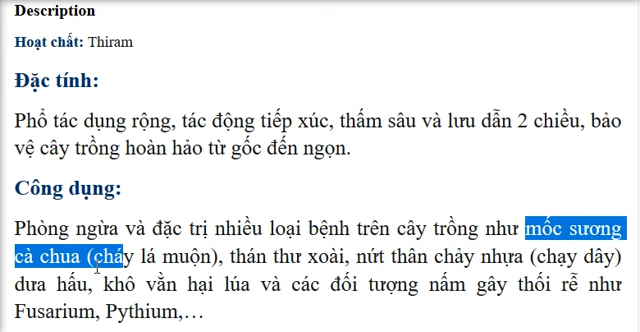 Description
Hoạt chất: Thiram
Đặc tính:
Phổ tác dụng rộng, tác động tiếp xúc, thấm sâu và lưu dẫn 2 chiều, bảo
vệ cây trồng hoàn hảo từ gốc đến ngọn.
Công dụng:
Phòng ngừa và đặc trị nhiều loại bệnh trên cây trồng như mốc sương
cà chua (cháy lá muộn), thán thư xoài, nứt thân chảy nhựa (chạy dây)
dưa hấu, khô vằn hại lúa và các đối tượng nấm gây thối rễ như
Fusarium, Pythium,…